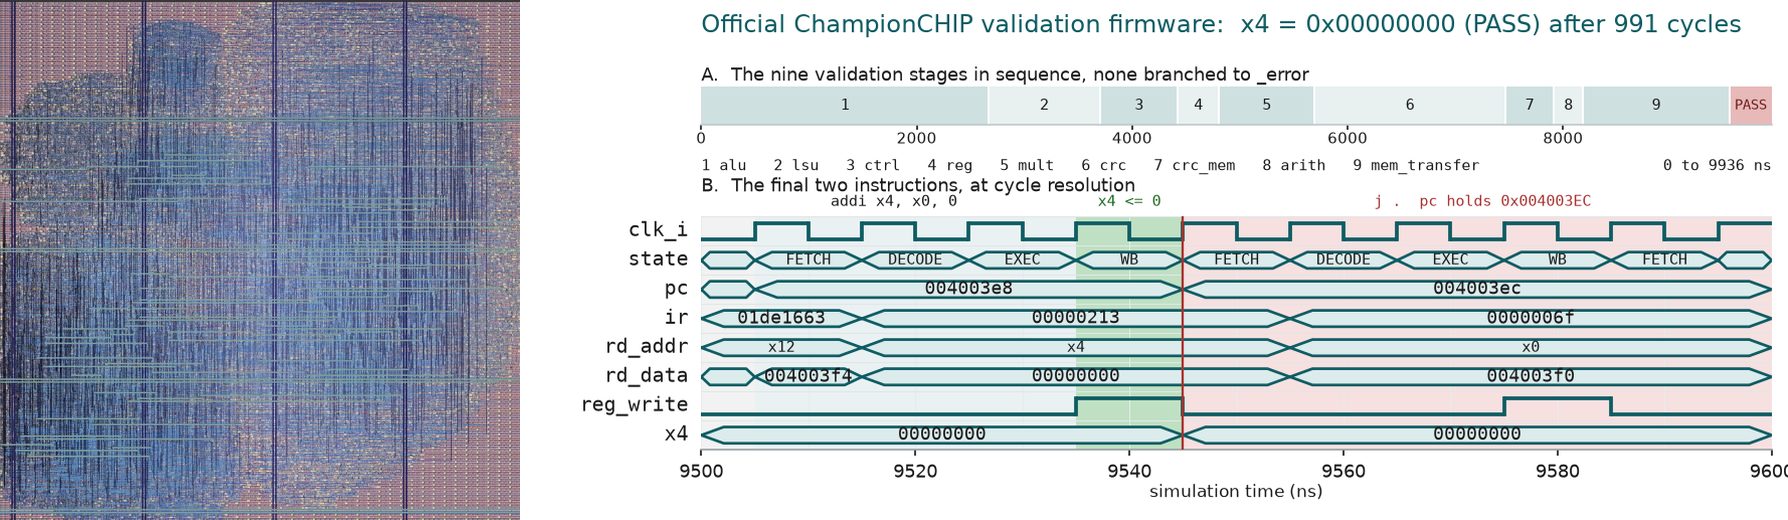 Official ChampionCHIP validation firmware:  x4 = 0x00000000 (PASS) after 991 cycles
A.  The nine validation stages in sequence, none branched to _error
1 2 3 4 5 6 7 8 9 PASS
0 2000 4000 6000 8000
1 alu   2 lsu   3 ctrl   4 reg   5 mult   6 crc   7 crc_mem   8 arith   9 mem_transfer   0 to 9936 ns
B.  The final two instructions, at cycle resolution
addi x4, x0, 0   x4 <= 0   j .  pc holds 0x004003EC
clk_i
state FETCH DECODE EXEC WB FETCH DECODE EXEC WB FETCH
pc 004003e8 004003ec
ir 01de1663 00000213 0000006f
rd_addr x12 x4 x0
rd_data 004003f4 00000000 004003f0
reg_write
x4 00000000 00000000
9500 9520 9540 9560 9580 9600
simulation time (ns)